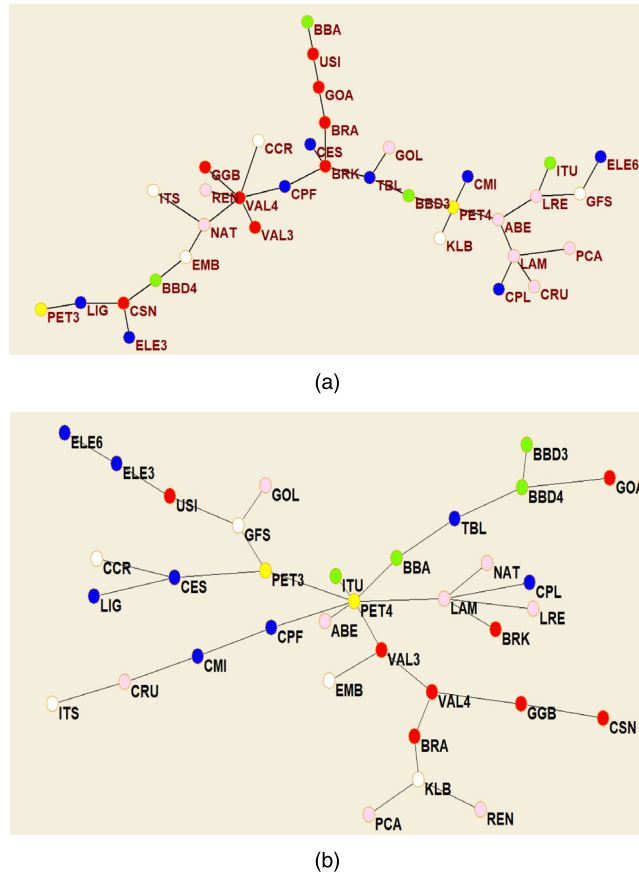 BBA
USI
GOA
BRA
CES
CCR
GOL
BRK
GGB
TBL
CMI
ITU
ELE6
ITS
REN
VAL4
CPF
BBD3
PET4
LRE
GFS
NAT
VAL3
KLB
ABE
EMB
LAM
PCA
BBD4
CPL
CRU
PET3
LIG
CSN
ELE3
(a)
ELE6
ELE3
BBD3
USI
GOL
BBD4
GOA
GFS
TBL
CCR
CES
PET3
ITU
BBA
NAT
LIG
PET4
LAM
CPL
CPF
ABE
LRE
BRK
CMI
VAL3
CRU
EMB
ITS
VAL4
GGB
CSN
BRA
KLB
PCA
REN
(b)